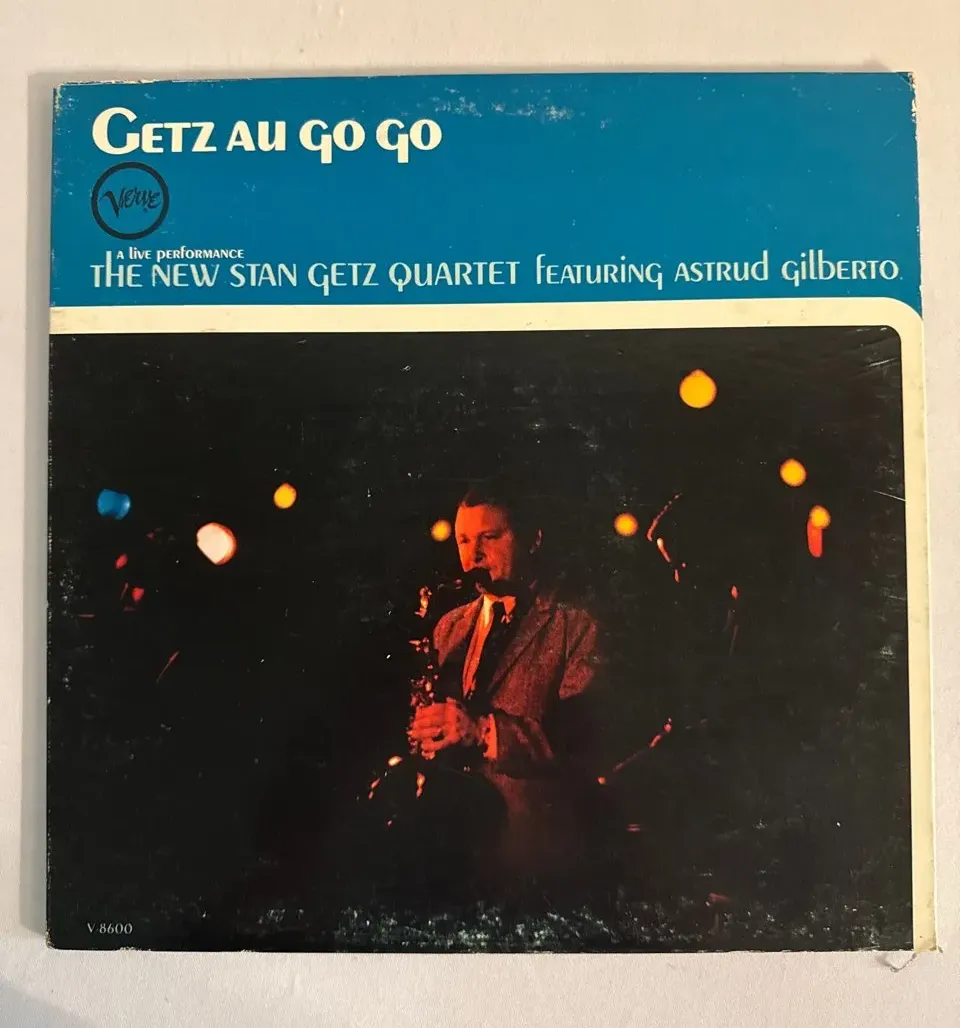 Getz au go go
Verve
a live performance
The New Stan Getz Quartet featuring Astrud Gilberto
V-8600